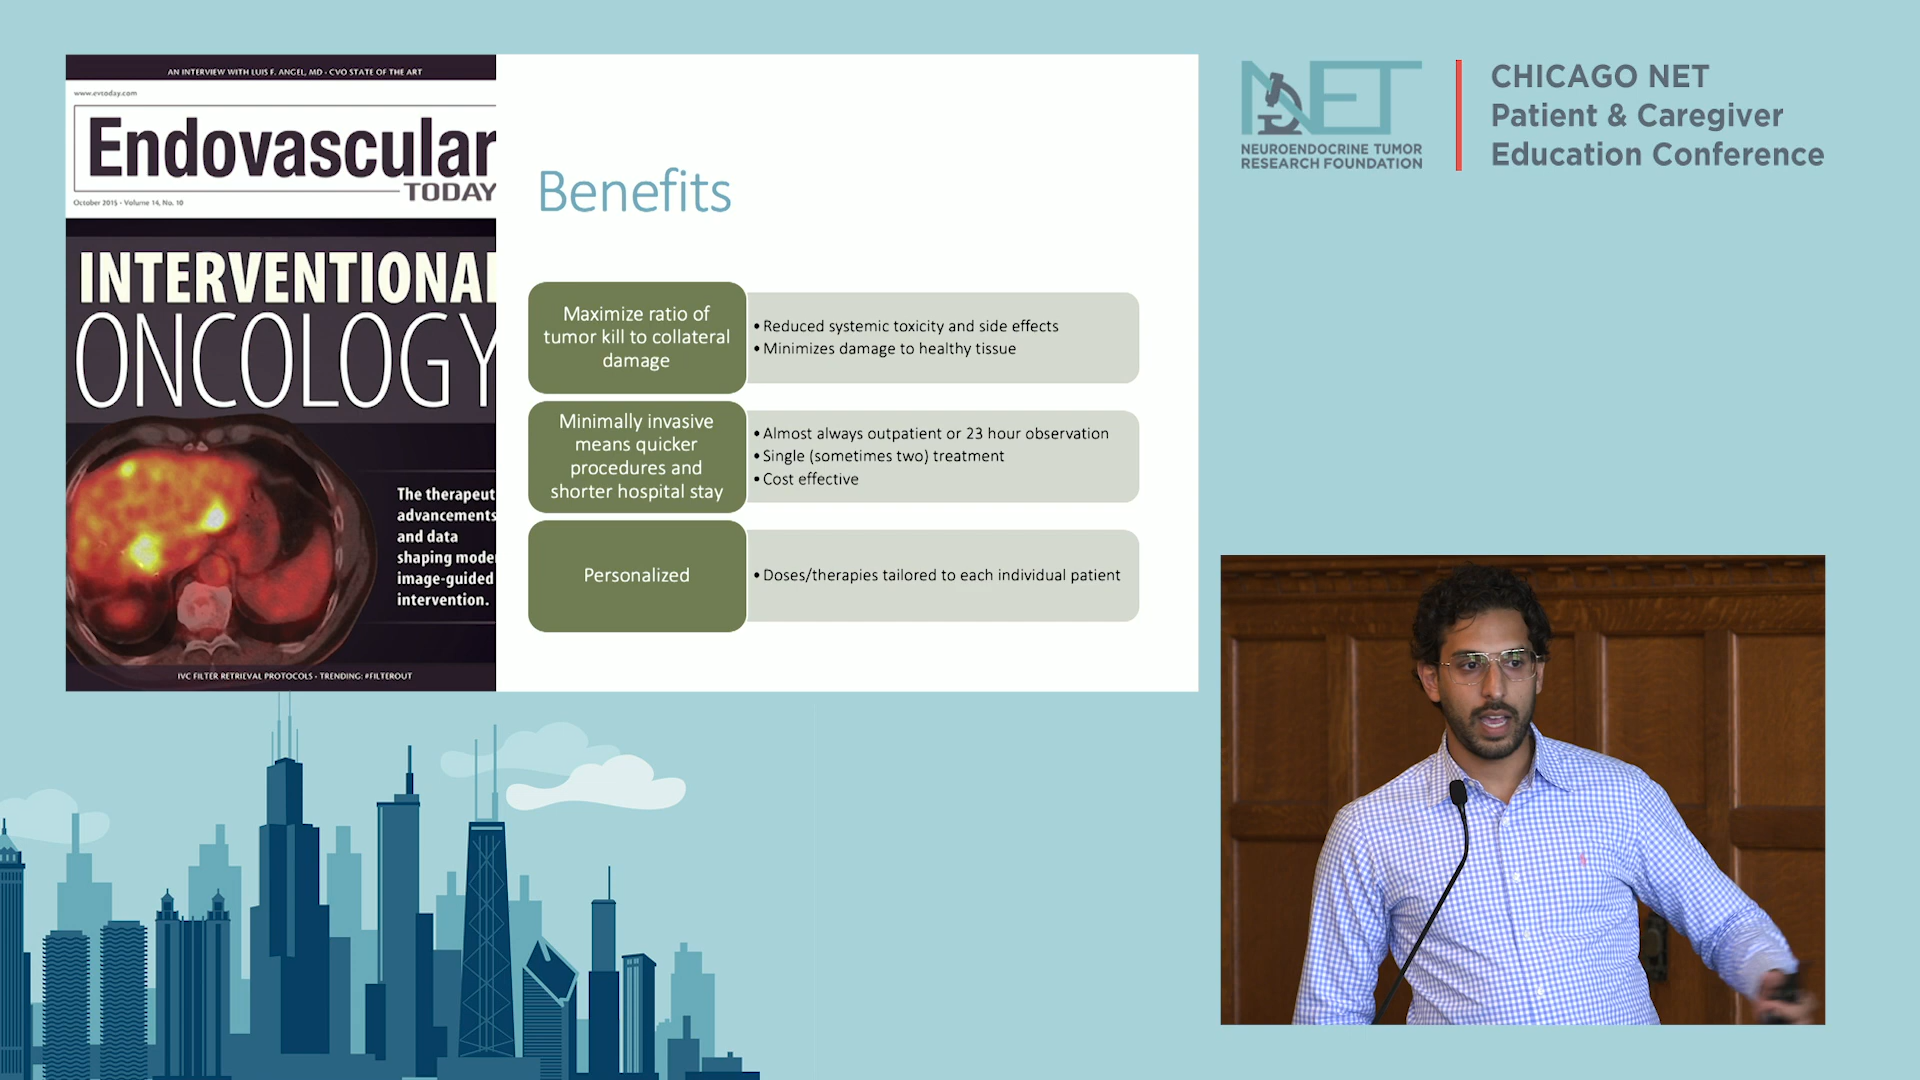 AN INTERVIEW WITH LUIS F. ANGEL, MD - CVO STATE OF THE ART
www.evtoday.com
Endovascular
TODAY
October 2015 • Volume 14, No. 10
INTERVENTIONA
ONCOLOGY
The therapeut
advancements
and data
shaping mode
image-guided
intervention.
IVC FILTER RETRIEVAL PROTOCOLS • TRENDING: #FILTEROUT
Benefits
Maximize ratio of
tumor kill to collateral
damage
• Reduced systemic toxicity and side effects
• Minimizes damage to healthy tissue
Minimally invasive
means quicker
procedures and
shorter hospital stay
• Almost always outpatient or 23 hour observation
• Single (sometimes two) treatment
• Cost effective
Personalized
• Doses/therapies tailored to each individual patient
NET
NEUROENDOCRINE TUMOR
RESEARCH FOUNDATION
CHICAGO NET
Patient & Caregiver
Education Conference